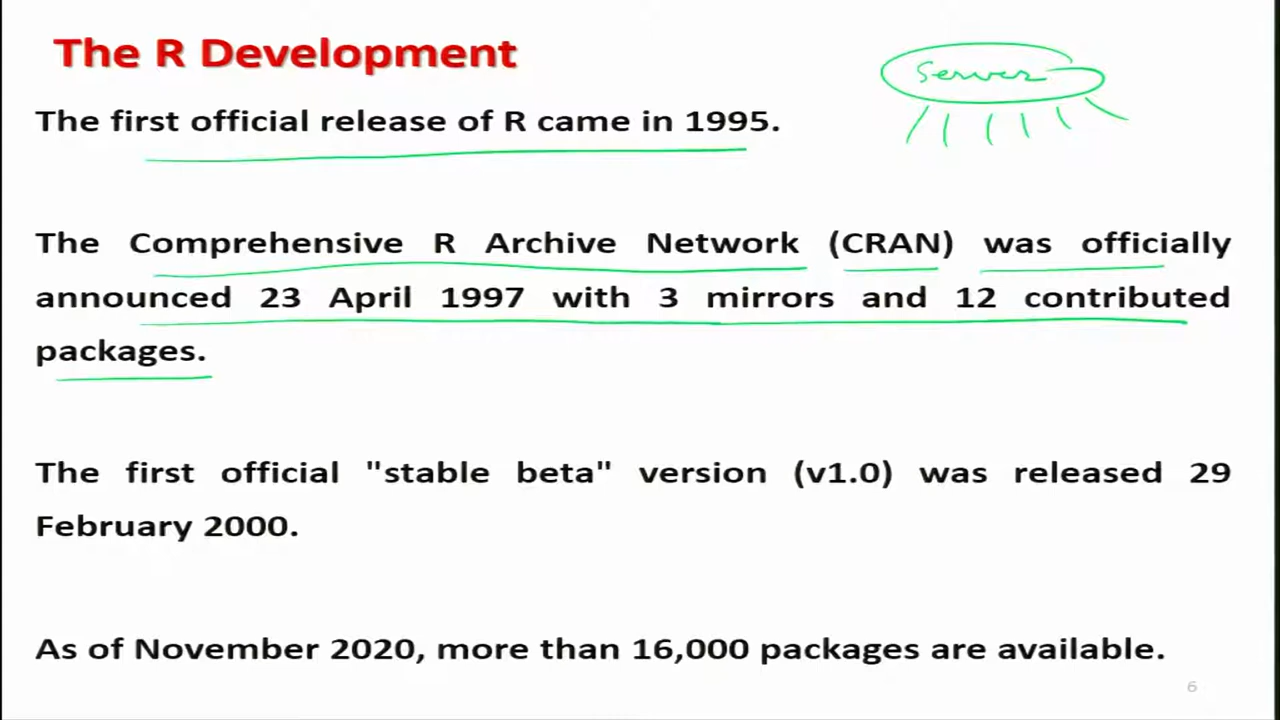 The R Development
Server
The first official release of R came in 1995.
The Comprehensive R Archive Network (CRAN) was officially
announced 23 April 1997 with 3 mirrors and 12 contributed
packages.
The first official "stable beta" version (v1.0) was released 29
February 2000.
As of November 2020, more than 16,000 packages are available.
6